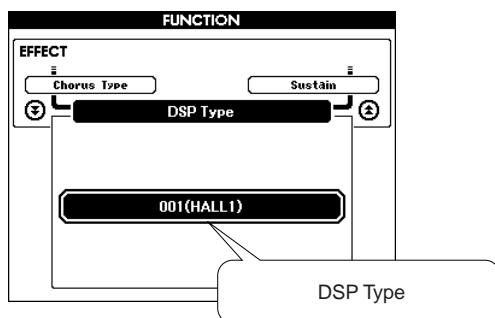 FUNCTION
EFFECT
Chorus Type
Sustain
DSP Type
001(HALL1)
DSP Type